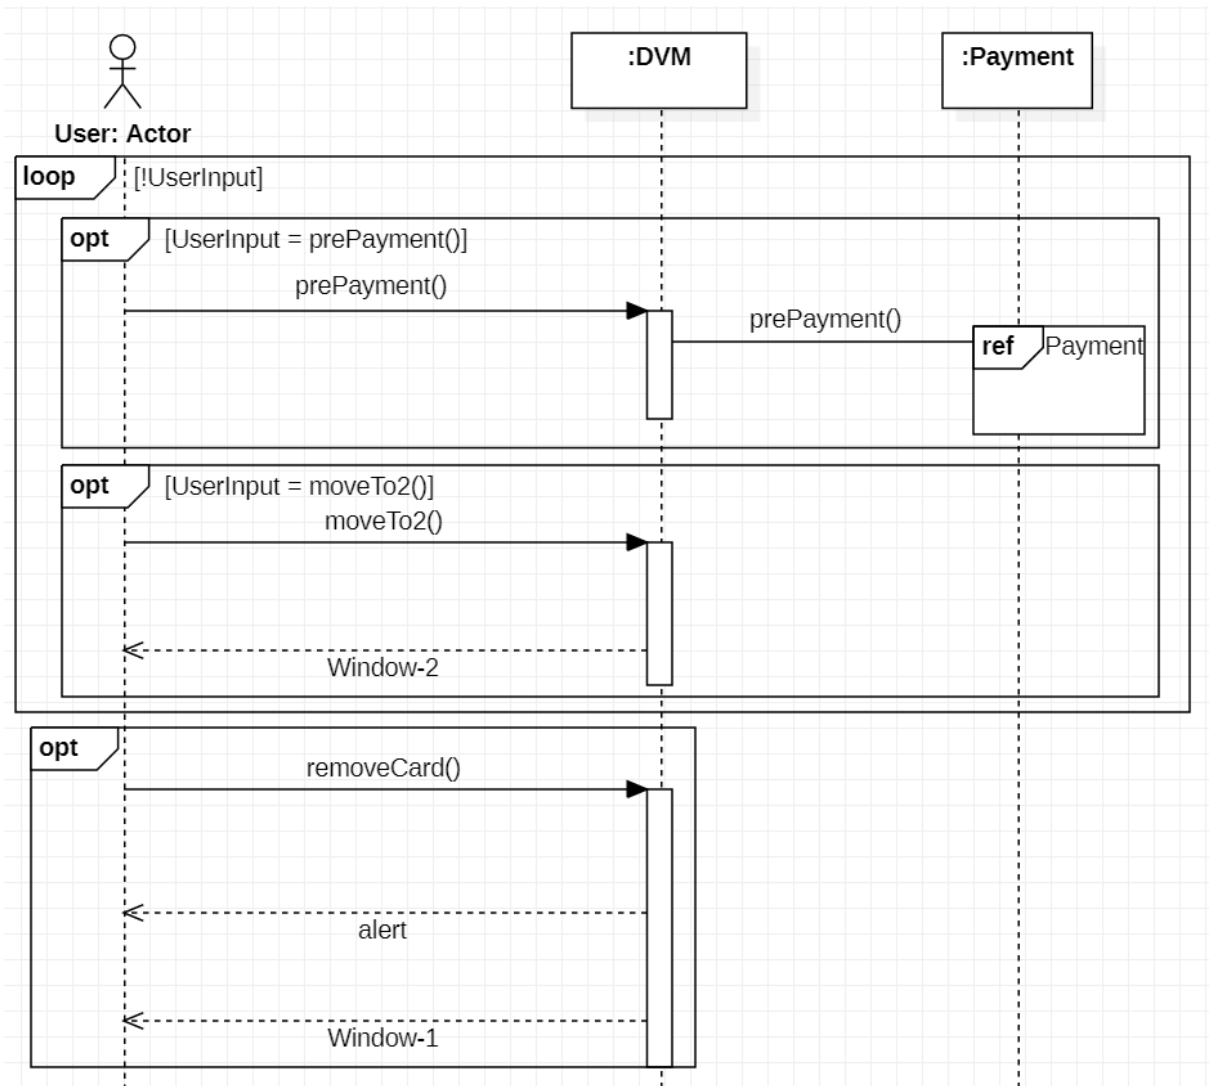 :DVM
:Payment
User: Actor
loop
[!UserInput]
opt
[UserInput = prePayment()]
prePayment()
prePayment()
ref
Payment
opt
[UserInput = moveTo2()]
moveTo2()
Window-2
opt
removeCard()
alert
Window-1